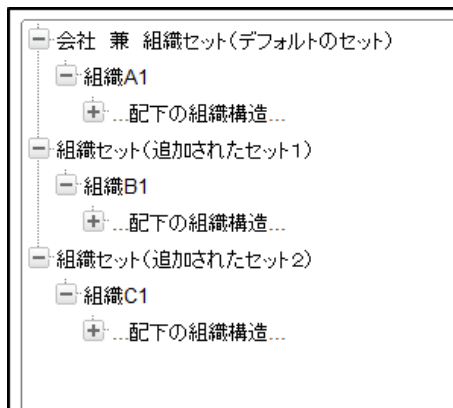 会社 兼 組織セット(デフォルトのセット)
組織A1
...配下の組織構造...
組織セット(追加されたセット1)
組織B1
...配下の組織構造...
組織セット(追加されたセット2)
組織C1
...配下の組織構造...